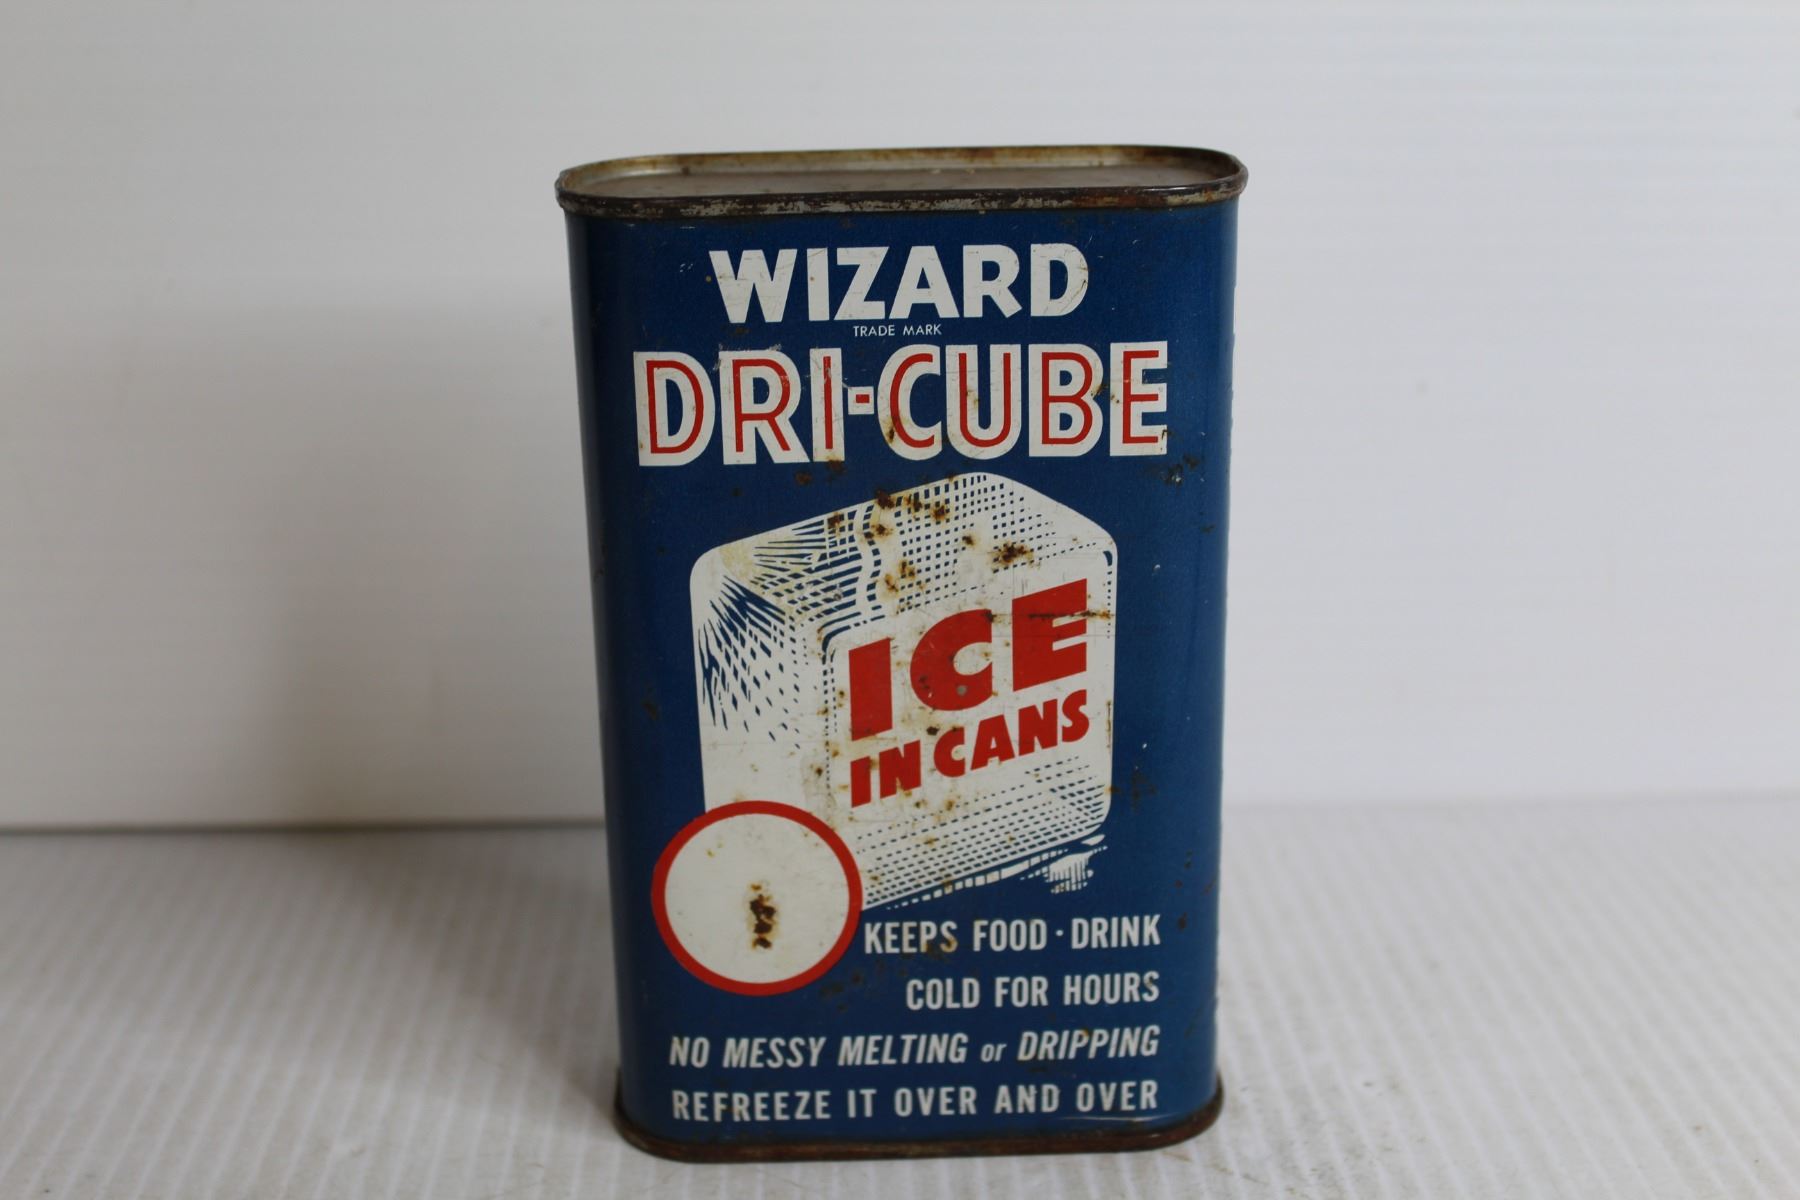 WIZARD
TRADE MARK
DRI-CUBE
ICE
IN CANS
KEEPS FOOD · DRINK
COLD FOR HOURS
NO MESSY MELTING or DRIPPING
REFREEZE IT OVER AND OVER